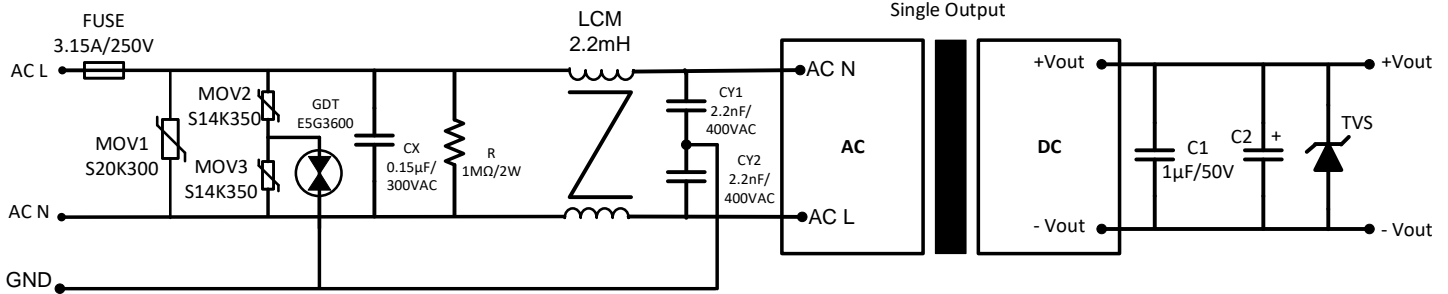 Single Output
FUSE
3.15A/250V
LCM
2.2mH
AC L
AC N
GND
MOV1
S20K300
MOV2
S14K350
MOV3
S14K350
GDT
E5G3600
CX
0.15µF/
300VAC
R
1MΩ/2W
CY1
2.2nF/
400VAC
CY2
2.2nF/
400VAC
AC N
AC L
AC
DC
+Vout
- Vout
C1
1µF/50V
C2
+
TVS
+Vout
- Vout